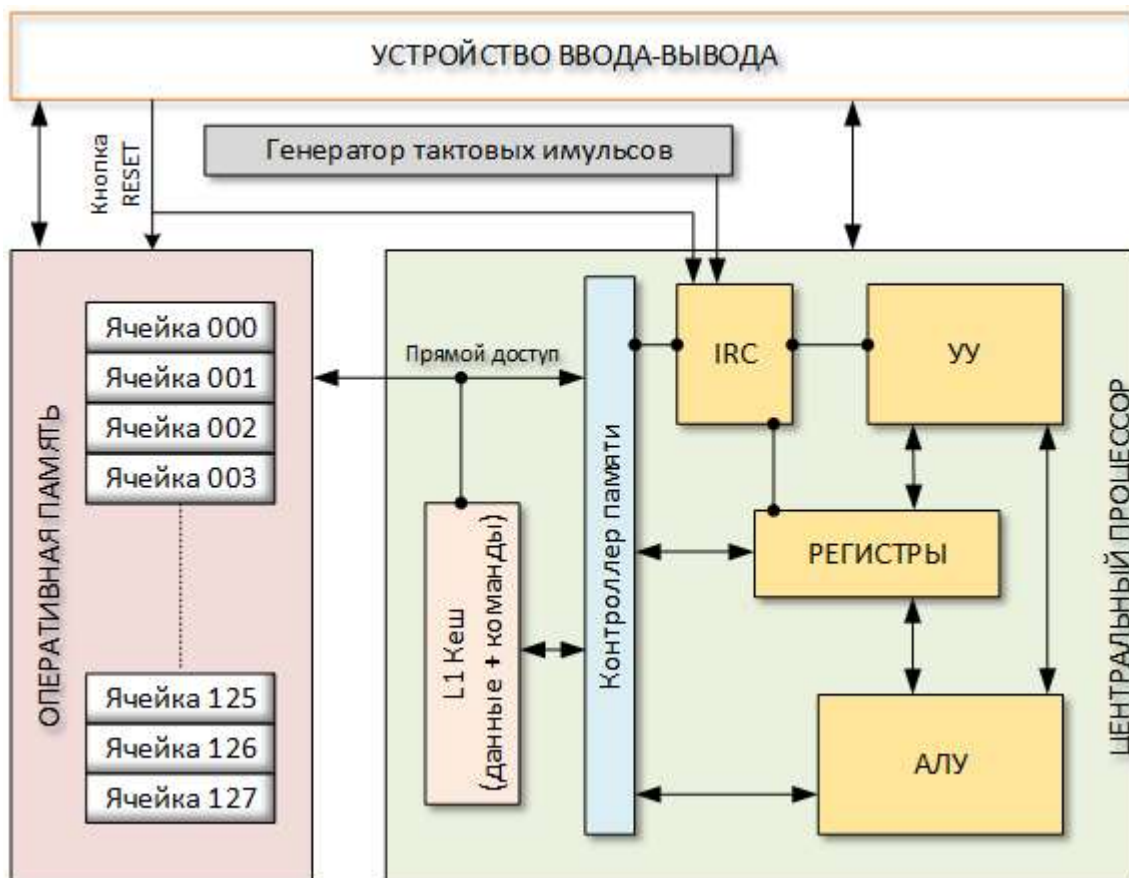 УСТРОЙСТВО ВВОДА-ВЫВОДА
Кнопка
RESET
Генератор тактовых имульсов
ОПЕРАТИВНАЯ ПАМЯТЬ
Ячейка 000
Ячейка 001
Ячейка 002
Ячейка 003
Ячейка 125
Ячейка 126
Ячейка 127
Прямой доступ
L1 Кеш
(данные + команды)
Контроллер памяти
IRC
УУ
РЕГИСТРЫ
АЛУ
ЦЕНТРАЛЬНЫЙ ПРОЦЕССОР